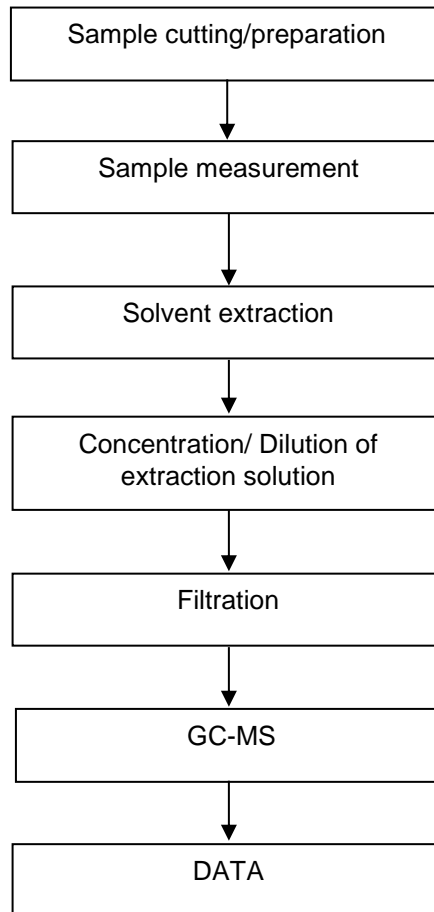 Sample cutting/preparation
Sample measurement
Solvent extraction
Concentration/ Dilution of
extraction solution
Filtration
GC-MS
DATA